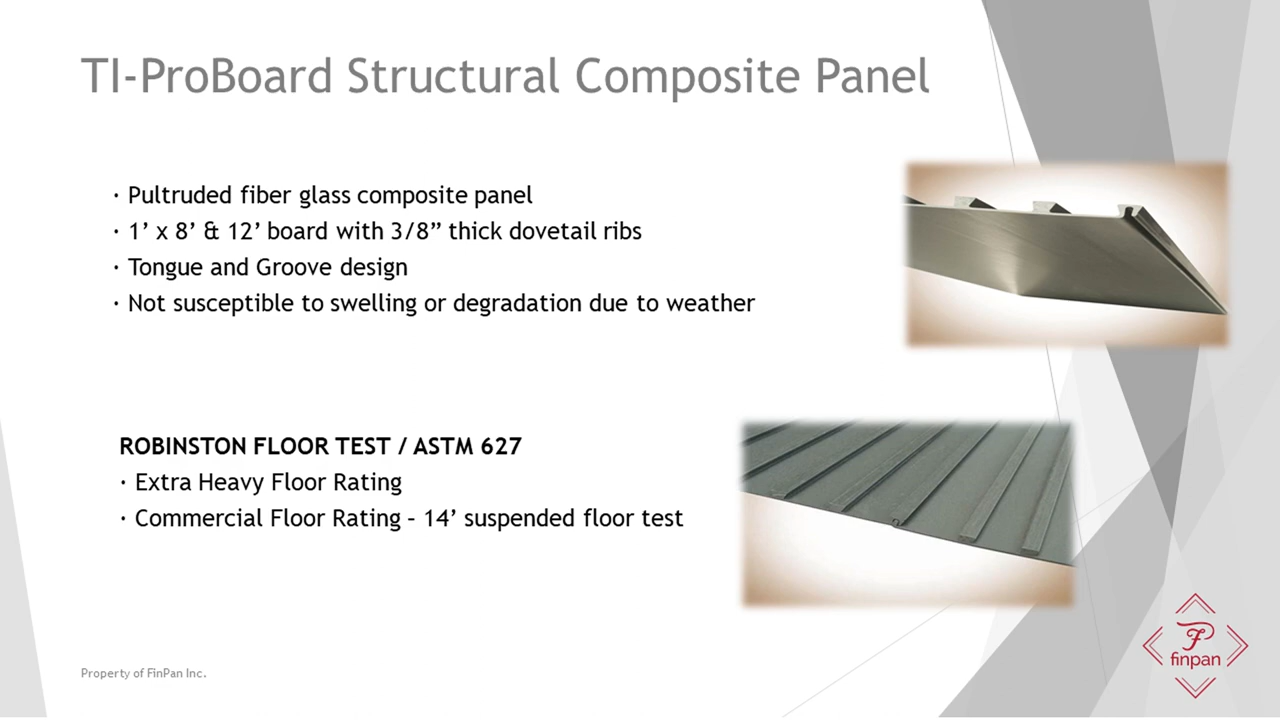 TI-ProBoard Structural Composite Panel
· Pultruded fiber glass composite panel
· 1’ x 8’ & 12’ board with 3/8” thick dovetail ribs
· Tongue and Groove design
· Not susceptible to swelling or degradation due to weather
ROBINSTON FLOOR TEST / ASTM 627
· Extra Heavy Floor Rating
· Commercial Floor Rating – 14’ suspended floor test
Property of FinPan Inc.
F
finpan